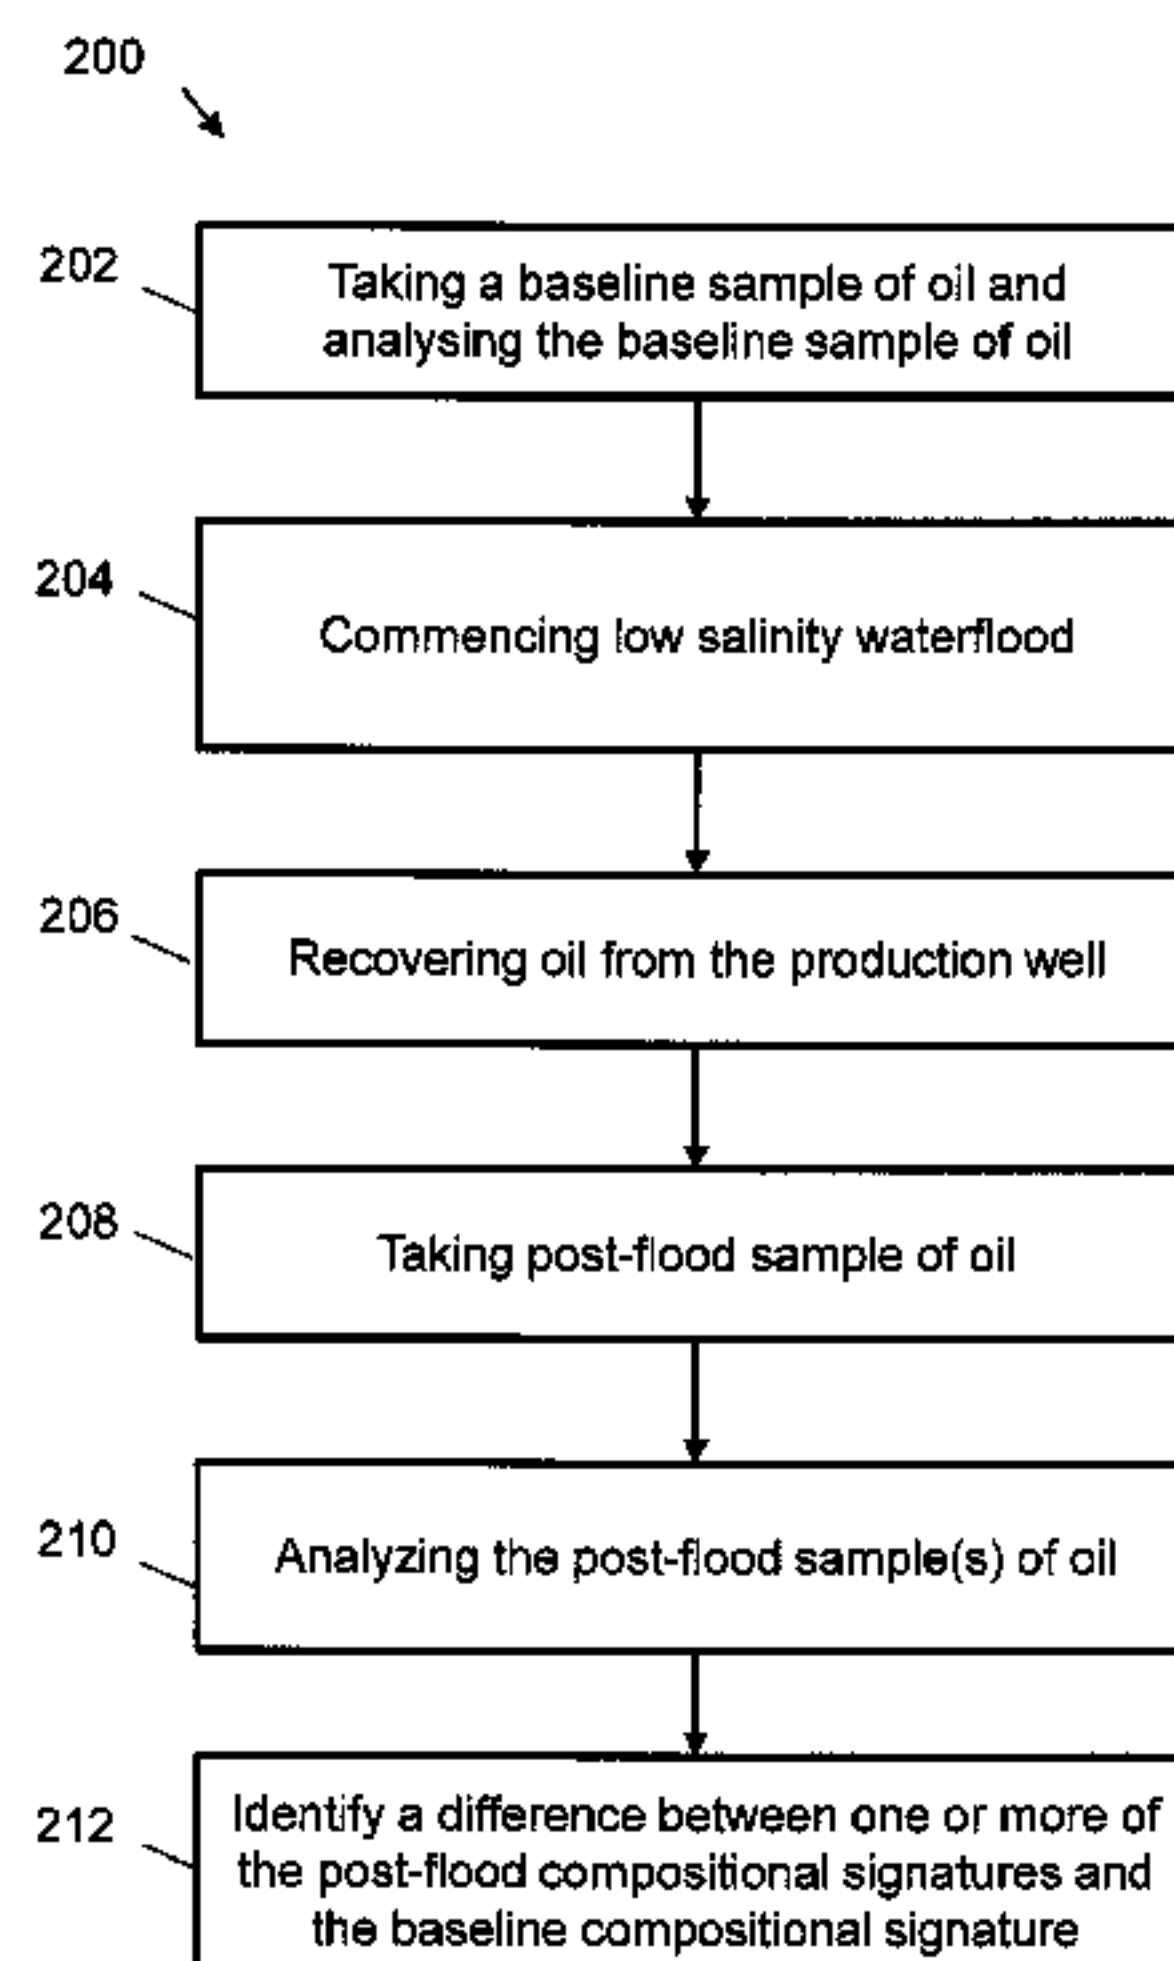 200
202
Taking a baseline sample of oil and
analysing the baseline sample of oil
204
Commencing low salinity waterflood
206
Recovering oil from the production well
208
Taking post-flood sample of oil
210
Analyzing the post-flood sample(s) of oil
212
Identify a difference between one or more of
the post-flood compositional signatures and
the baseline compositional signature